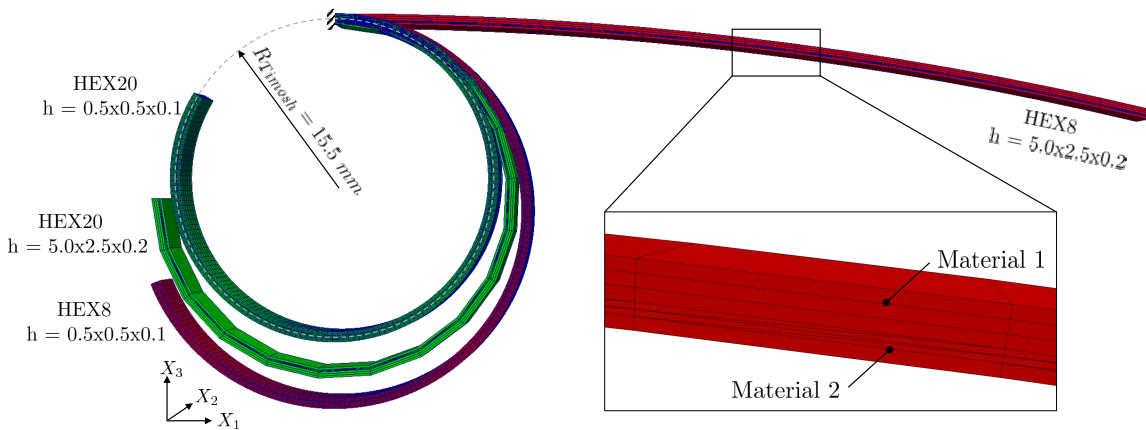 HEX20
h = 0.5x0.5x0.1
R_Timosh = 15.5 mm
HEX8
h = 5.0x2.5x0.2
HEX20
h = 5.0x2.5x0.2
HEX8
h = 0.5x0.5x0.1
Material 1
Material 2
X_3
X_2
X_1